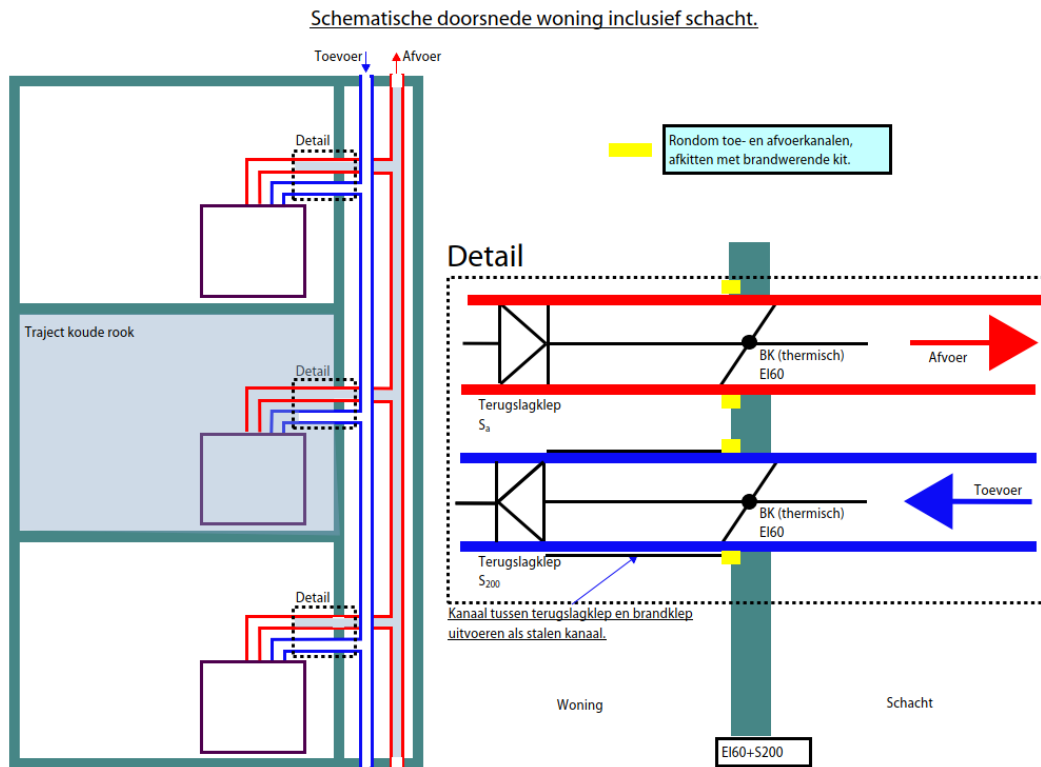 Schematische doorsnede woning inclusief schacht.
Toevoer
Afvoer
Detail
Rondom toe- en afvoerkanalen,
afkitten met brandwerende kit.
Traject koude rook
Detail
Detail
Detail
BK (thermisch)
EI60
Afvoer
Terugslagklep
Sa
Toevoer
BK (thermisch)
EI60
Terugslagklep
S200
Kanaal tussen terugslagklep en brandklep
uitvoeren als stalen kanaal.
Woning
Schacht
EI60+S200